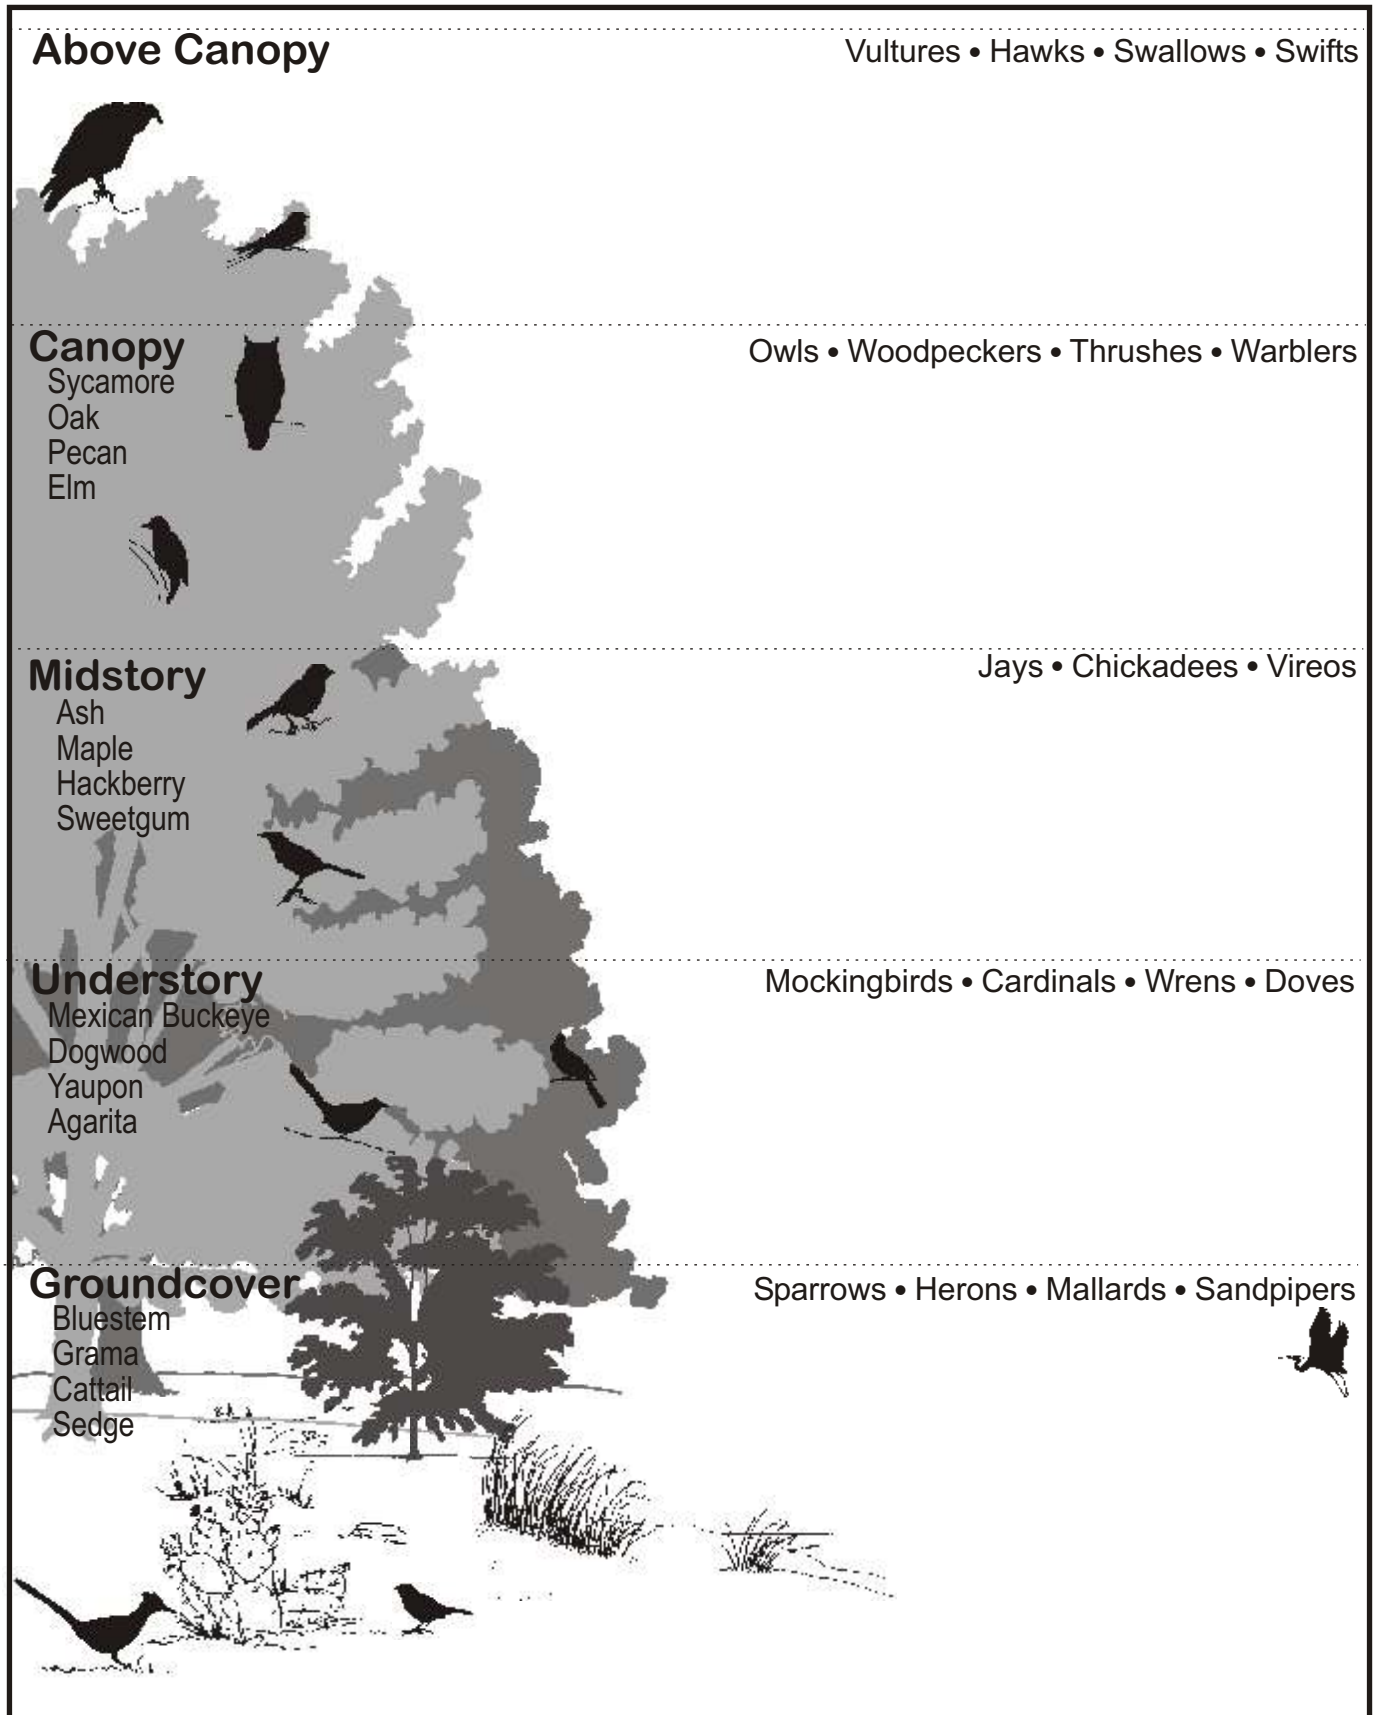 Above Canopy
Vultures • Hawks • Swallows • Swifts
Canopy
Owls • Woodpeckers • Thrushes • Warblers
Sycamore
Oak
Pecan
Elm
Midstory
Jays • Chickadees • Vireos
Ash
Maple
Hackberry
Sweetgum
Understory
Mockingbirds • Cardinals • Wrens • Doves
Mexican Buckeye
Dogwood
Yaupon
Agarita
Groundcover
Sparrows • Herons • Mallards • Sandpipers
Bluestem
Grama
Cattail
Sedge